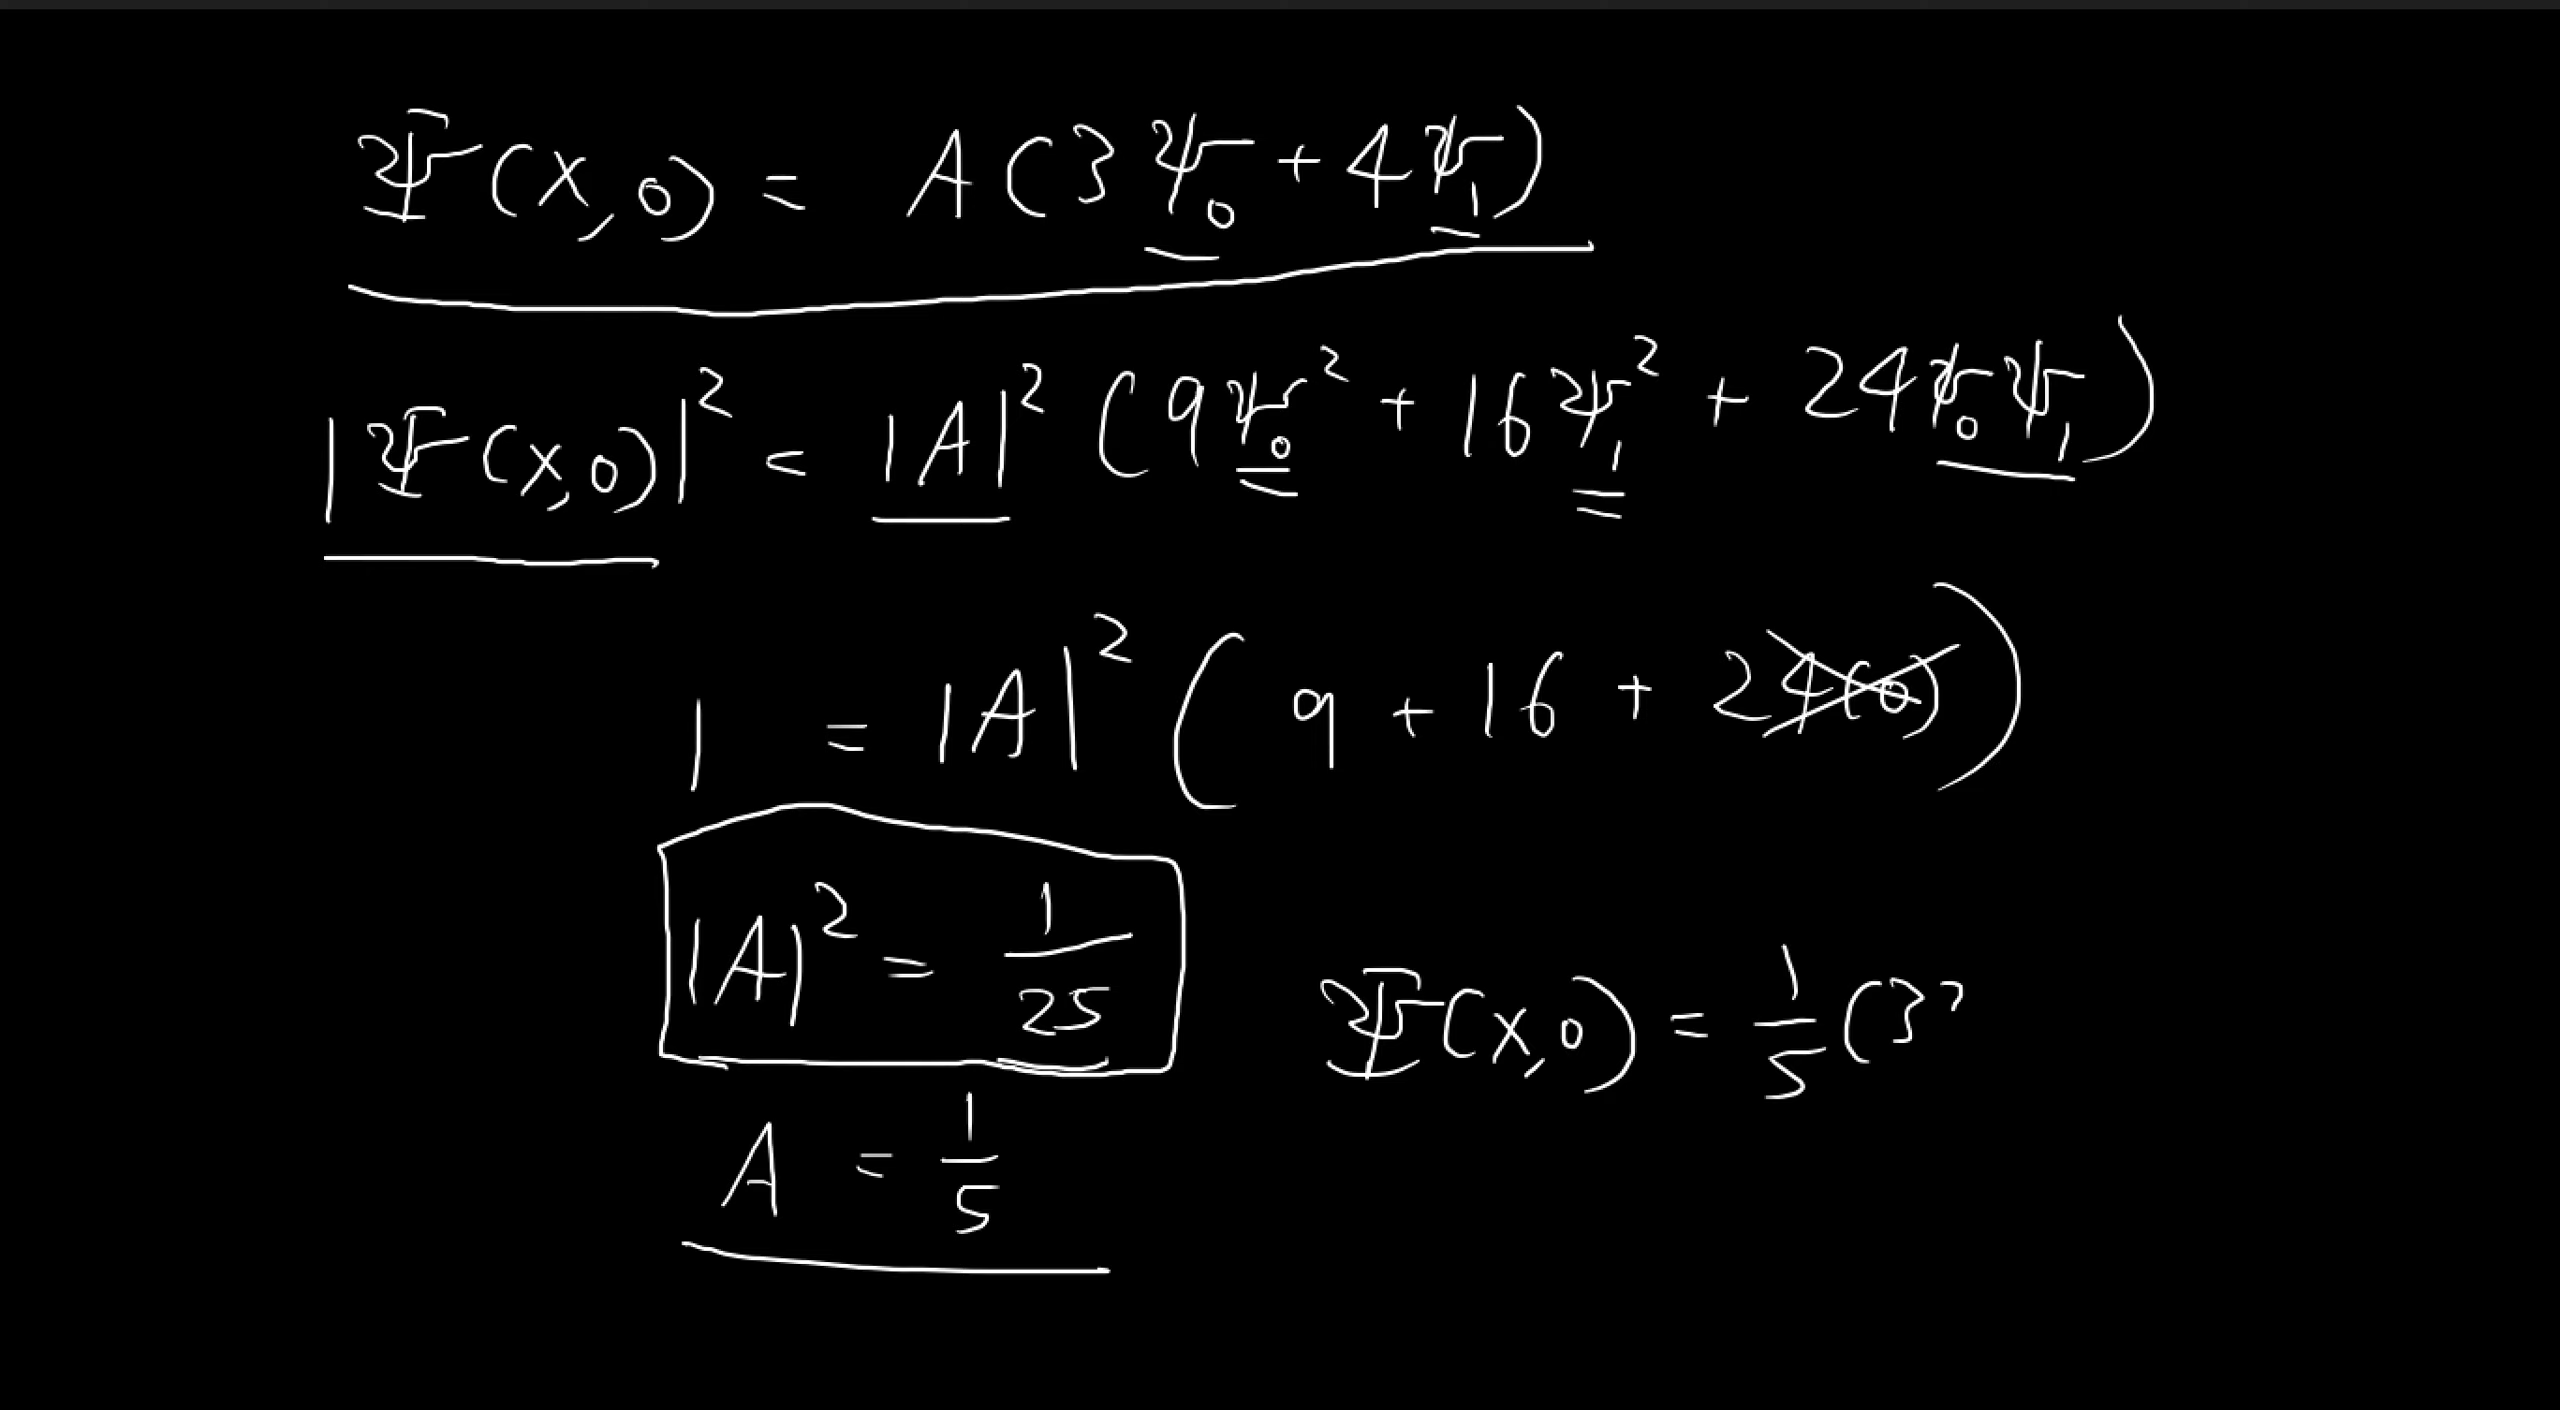 Ψ(x,0) = A(3ψ₀ + 4ψ₁)
|Ψ(x,0)|² = |A|² (9ψ₀² + 16ψ₁² + 24ψ₀ψ₁)
1 = |A|² (9 + 16 + 24(0))
|A|² = 1/25
Ψ(x,0) = 1/5 (3
A = 1/5